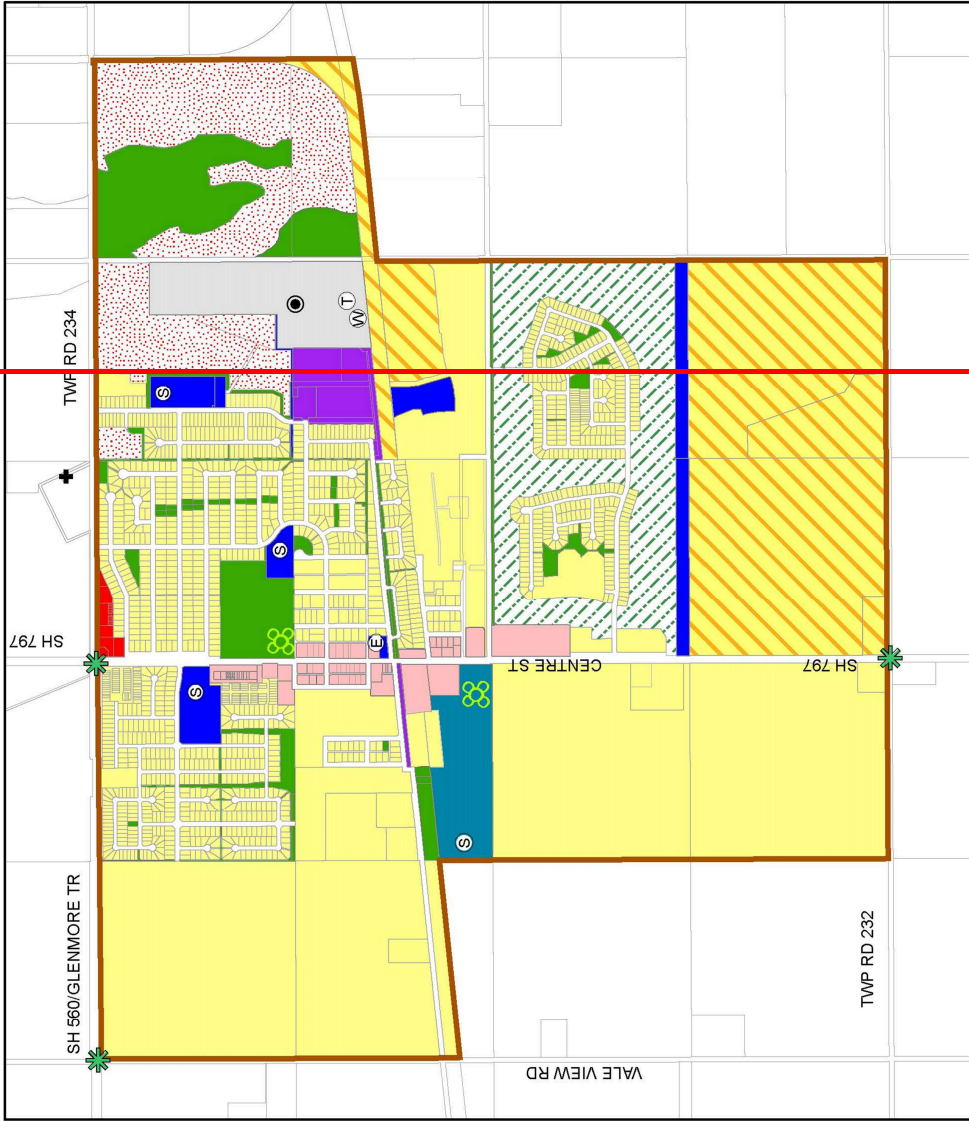 TWP RD 234
S
T
W
SH 797
S
E
S
CENTRE ST
SH 797
S
SH 560/GLENMORE TR
TWP RD 232
VALE VIEW RD